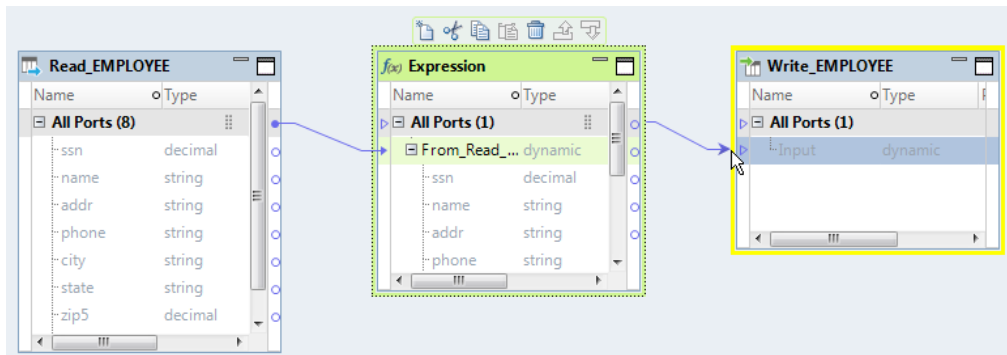 Read_EMPLOYEE
Name Type
All Ports (8)
ssn decimal
name string
addr string
phone string
city string
state string
zip5 decimal
f(x) Expression
Name Type
All Ports (1)
From_Read_... dynamic
ssn decimal
name string
addr string
phone string
Write_EMPLOYEE
Name Type
All Ports (1)
Input dynamic